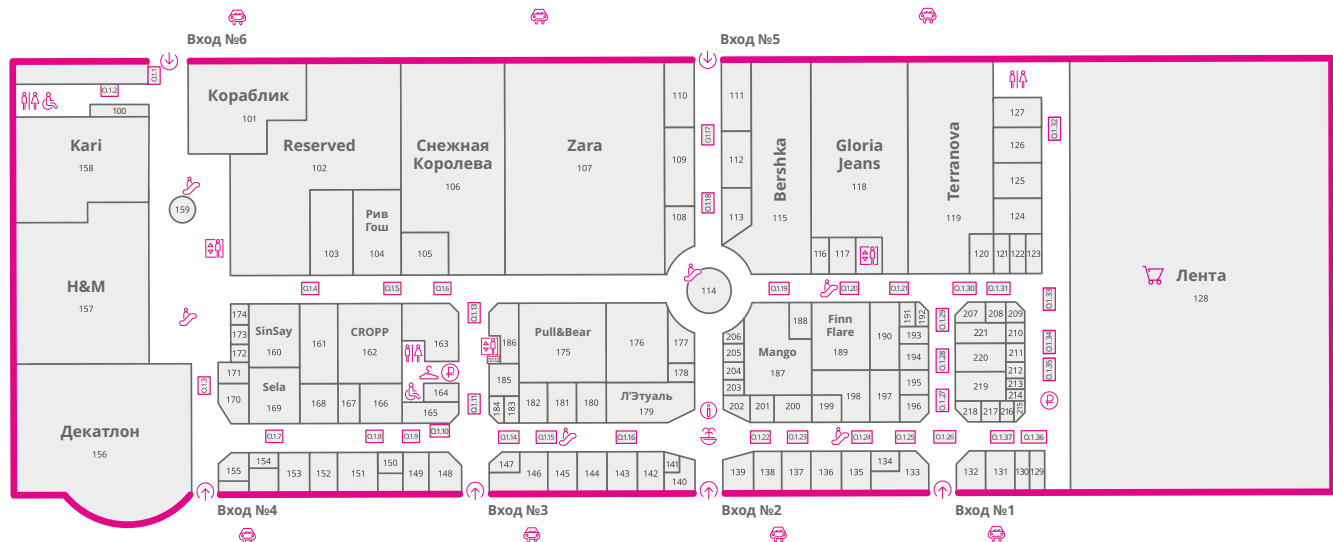 Вход №6
Вход №5
O.1.1
O.1.2
100
Kari
158
159
H&M
157
Декатлон
156
Кораблик
101
Reserved
102
103
Рив
Гош
104
Снежная
Королева
106
105
Zara
107
110
109
108
O.1.17
O.1.18
111
112
113
114
Bershka
115
Gloria
Jeans
118
116
117
Terranova
119
120
121
122
123
127
126
125
124
O.1.32
Лента
128
O.1.4
O.1.5
O.1.6
O.1.19
O.1.20
O.1.21
O.1.30
O.1.31
O.1.3
174
173
172
171
170
SinSay
160
Sela
169
161
168
CROPP
162
167
166
163
164
165
O.1.13
O.1.12
O.1.11
186
185
184
183
Pull&Bear
175
182
181
180
176
Л'Этуаль
179
177
178
206
205
204
203
202
201
200
Mango
187
188
Finn
Flare
189
199
198
190
197
191
192
193
194
195
196
O.1.29
O.1.28
O.1.27
207
208
209
221
210
220
211
212
219
213
214
218
217
216
215
O.1.33
O.1.34
O.1.35
O.1.7
O.1.8
O.1.9
O.1.10
O.1.14
O.1.15
O.1.16
O.1.22
O.1.23
O.1.24
O.1.25
O.1.26
O.1.37
O.1.36
155
154
153
152
151
150
149
148
147
146
145
144
143
142
141
140
139
138
137
136
135
134
133
132
131
130
129
Вход №4
Вход №3
Вход №2
Вход №1